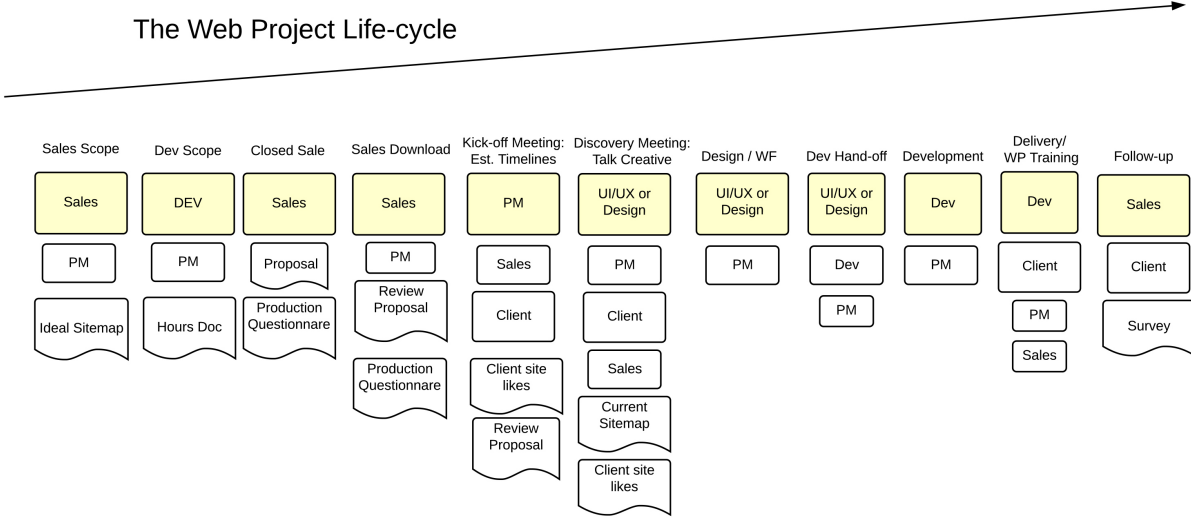 The Web Project Life-cycle
Sales Scope
Sales
PM
Ideal Sitemap
Dev Scope
DEV
PM
Hours Doc
Closed Sale
Sales
Proposal
Production
Questionnare
Sales Download
Sales
PM
Review
Proposal
Production
Questionnare
Kick-off Meeting:
Est. Timelines
PM
Sales
Client
Client site
likes
Review
Proposal
Discovery Meeting:
Talk Creative
UI/UX or
Design
PM
Client
Sales
Current
Sitemap
Client site
likes
Design / WF
UI/UX or
Design
PM
Dev Hand-off
UI/UX or
Design
Dev
PM
Development
Dev
PM
Delivery/
WP Training
Dev
Client
PM
Sales
Follow-up
Sales
Client
Survey